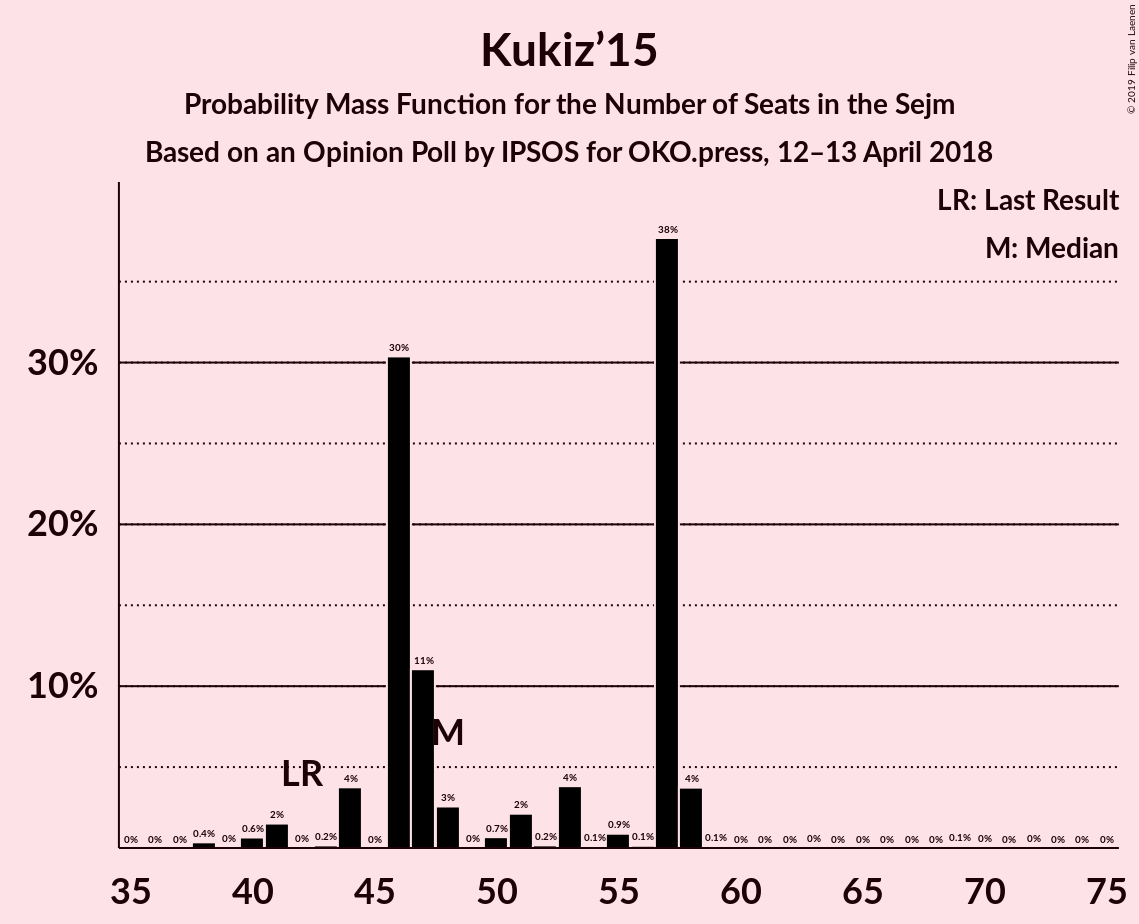 Kukiz’15
Probability Mass Function for the Number of Seats in the Sejm
Based on an Opinion Poll by IPSOS for OKO.press, 12–13 April 2018
© 2019 Filip van Laenen
LR: Last Result
M: Median
30%
20%
10%
0% 0% 0% 0.4% 0% 0.6% 2% 0% 0.2% 4% 0% 30% 11% 3% 0% 0.7% 2% 0.2% 4% 0.1% 0.9% 0.1% 38% 4% 0.1% 0% 0% 0% 0% 0% 0% 0% 0% 0% 0.1% 0% 0% 0% 0% 0% 0%
LR
M
35 40 45 50 55 60 65 70 75